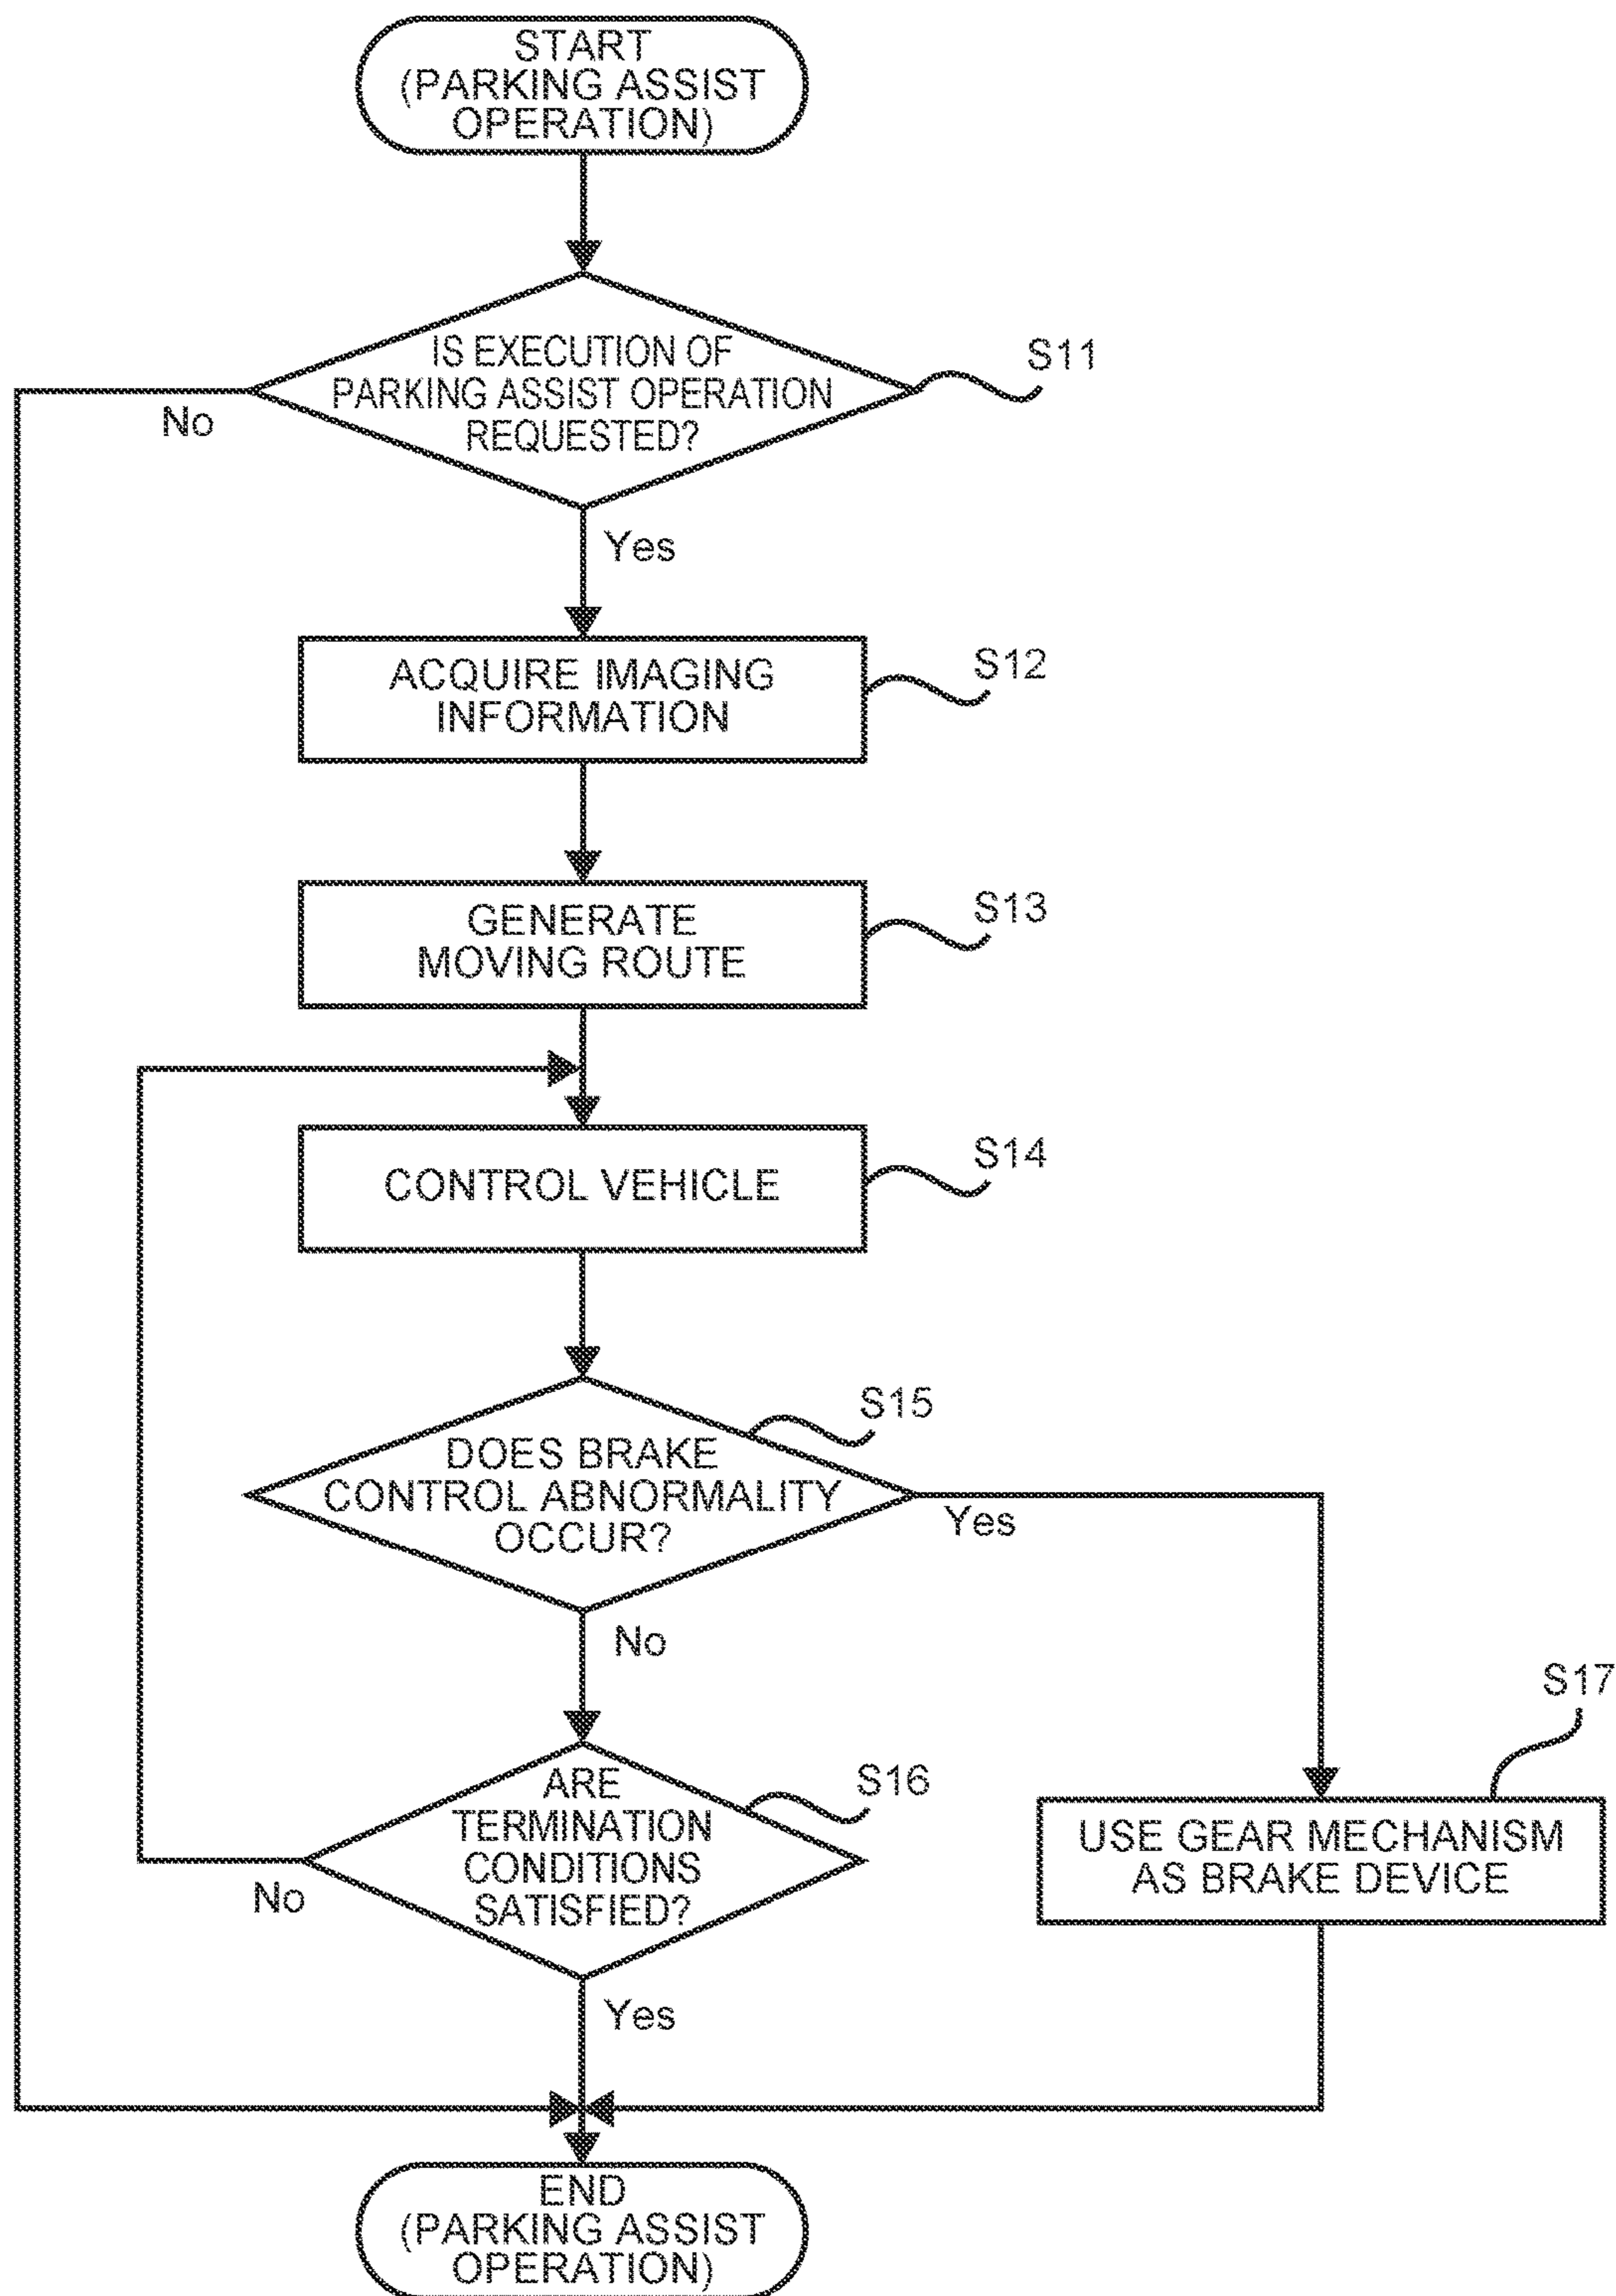 START
(PARKING ASSIST
OPERATION)
IS EXECUTION OF
PARKING ASSIST OPERATION
REQUESTED?
S11
No
Yes
ACQUIRE IMAGING
INFORMATION
S12
GENERATE
MOVING ROUTE
S13
CONTROL VEHICLE
S14
DOES BRAKE
CONTROL ABNORMALITY
OCCUR?
S15
Yes
No
ARE
TERMINATION
CONDITIONS
SATISFIED?
S16
No
Yes
S17
USE GEAR MECHANISM
AS BRAKE DEVICE
END
(PARKING ASSIST
OPERATION)